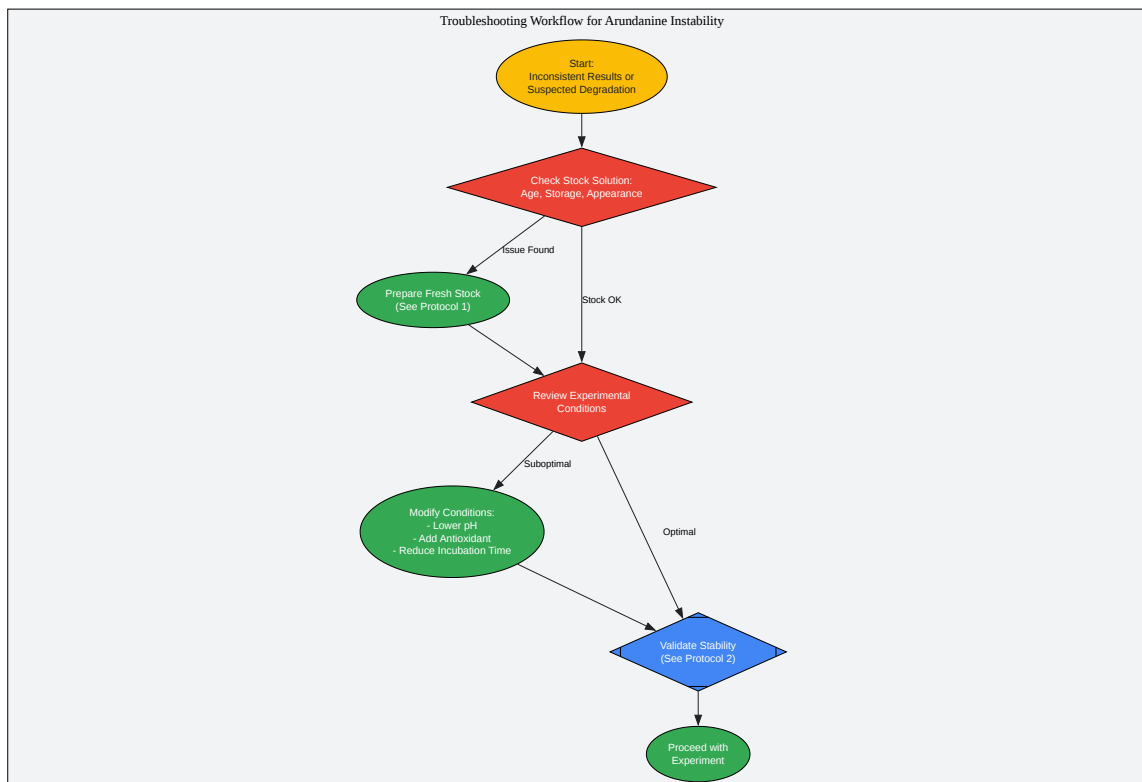 Troubleshooting Workflow for Arundanine Instability
Start:
Inconsistent Results or
Suspected Degradation
Check Stock Solution:
Age, Storage, Appearance
Issue Found
Prepare Fresh Stock
(See Protocol 1)
Stock OK
Review Experimental
Conditions
Suboptimal
Modify Conditions:
- Lower pH
- Add Antioxidant
- Reduce Incubation Time
Optimal
Validate Stability
(See Protocol 2)
Proceed with
Experiment